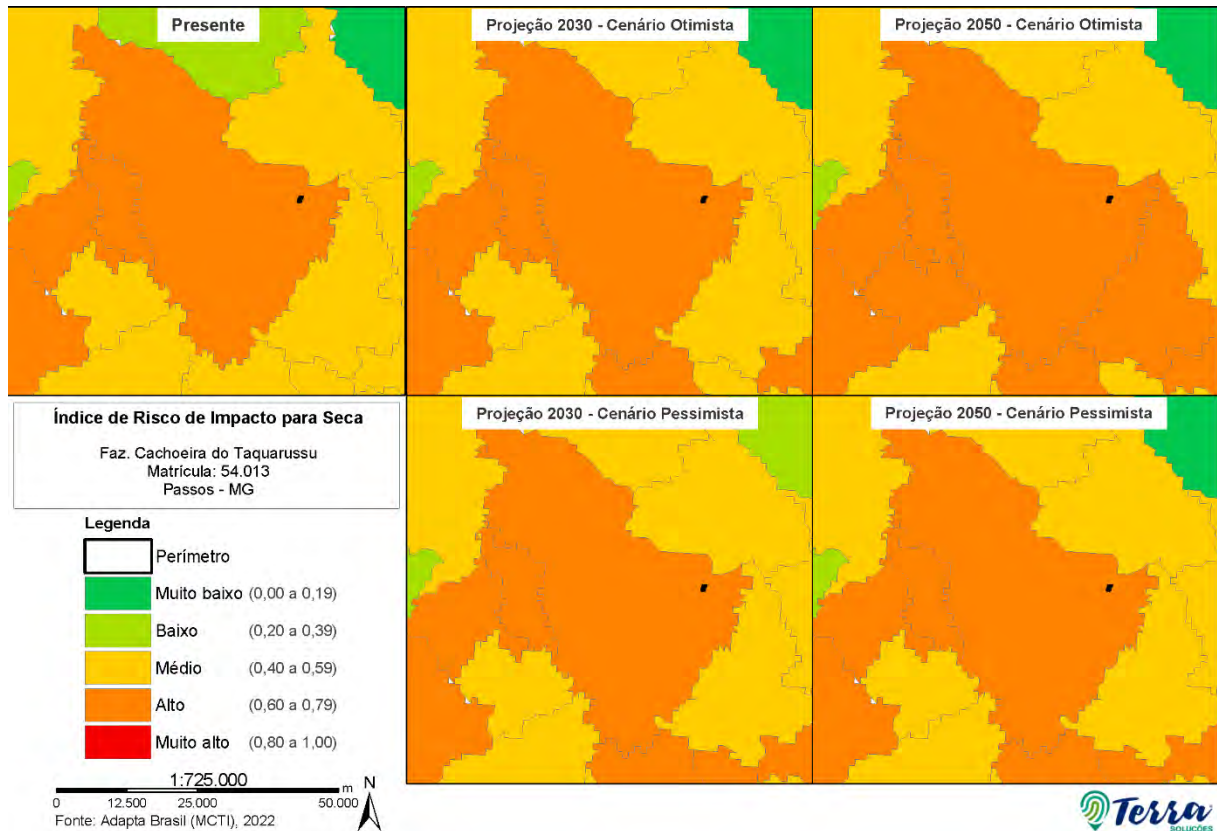 Presente
Projeção 2030 - Cenário Otimista
Projeção 2050 - Cenário Otimista
Índice de Risco de Impacto para Seca
Faz. Cachoeira do Taquarussu
Matrícula: 54.013
Passos - MG
Legenda
Perímetro
Muito baixo (0,00 a 0,19)
Baixo (0,20 a 0,39)
Médio (0,40 a 0,59)
Alto (0,60 a 0,79)
Muito alto (0,80 a 1,00)
1:725.000
0 12.500 25.000 50.000 m
N
Fonte: Adapta Brasil (MCTI), 2022
Projeção 2030 - Cenário Pessimista
Projeção 2050 - Cenário Pessimista
Terra
SOLUÇÕES